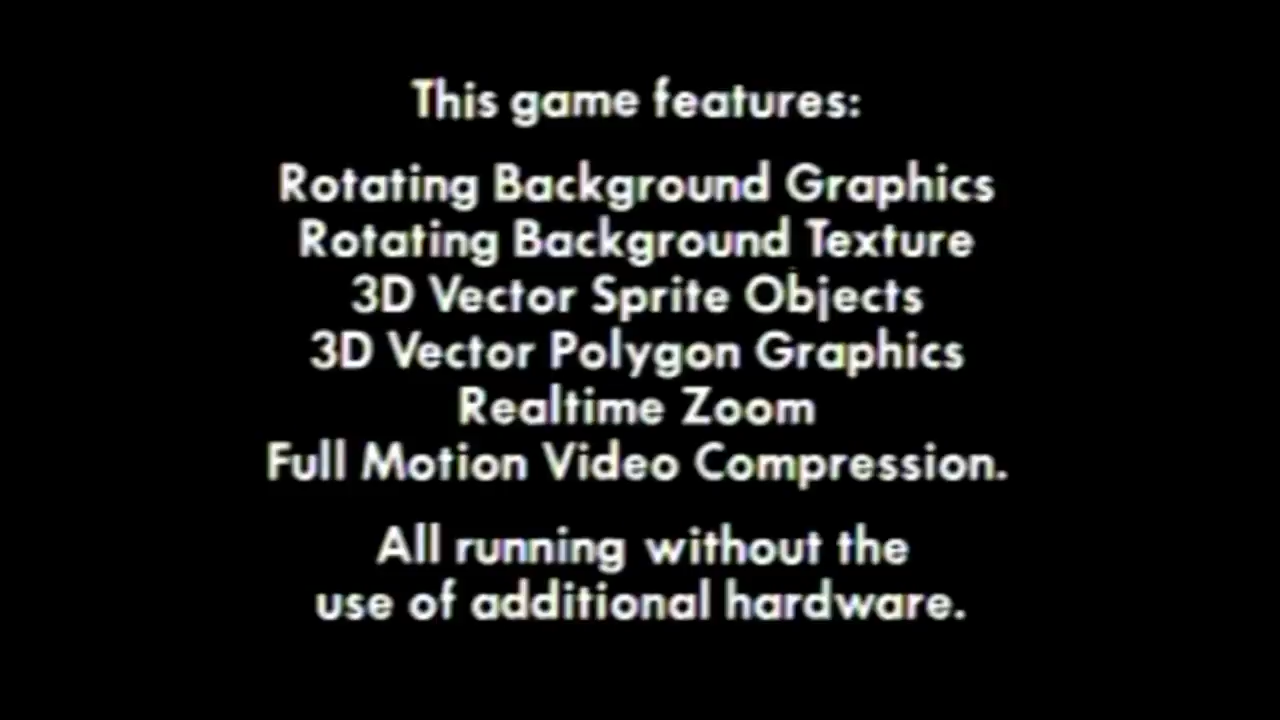 This game features:
Rotating Background Graphics
Rotating Background Texture
3D Vector Sprite Objects
3D Vector Polygon Graphics
Realtime Zoom
Full Motion Video Compression.
All running without the
use of additional hardware.